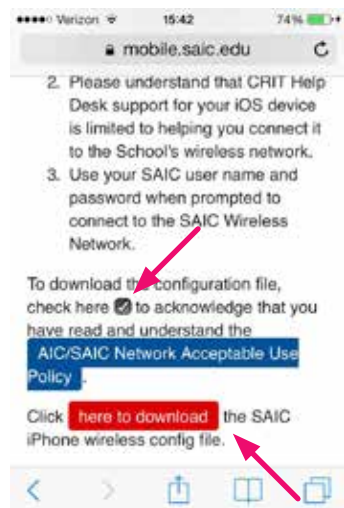 Verizon 15:42 74%
mobile.saic.edu
2. Please understand that CRIT Help
Desk support for your iOS device
is limited to helping you connect it
to the School's wireless network.
3. Use your SAIC user name and
password when prompted to
connect to the SAIC Wireless
Network.
To download the configuration file,
check here to acknowledge that you
have read and understand the
AIC/SAIC Network Acceptable Use
Policy .
Click here to download the SAIC
iPhone wireless config file.